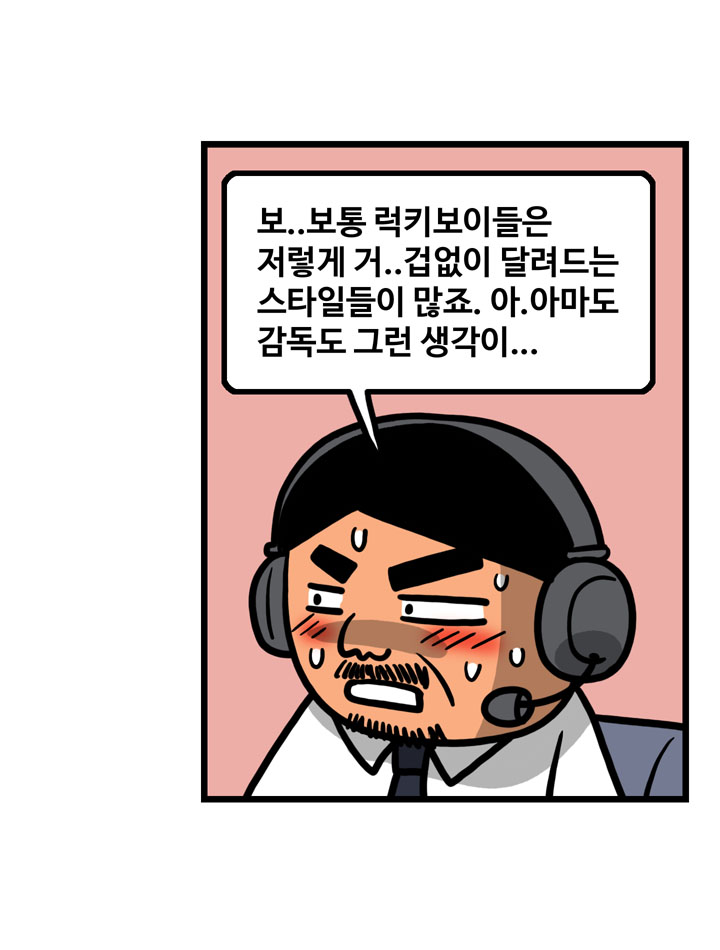 보..보통 럭키보이들은
저렇게 거..겁없이 달려드는
스타일들이 많죠. 아.아마도
감독도 그런 생각이...